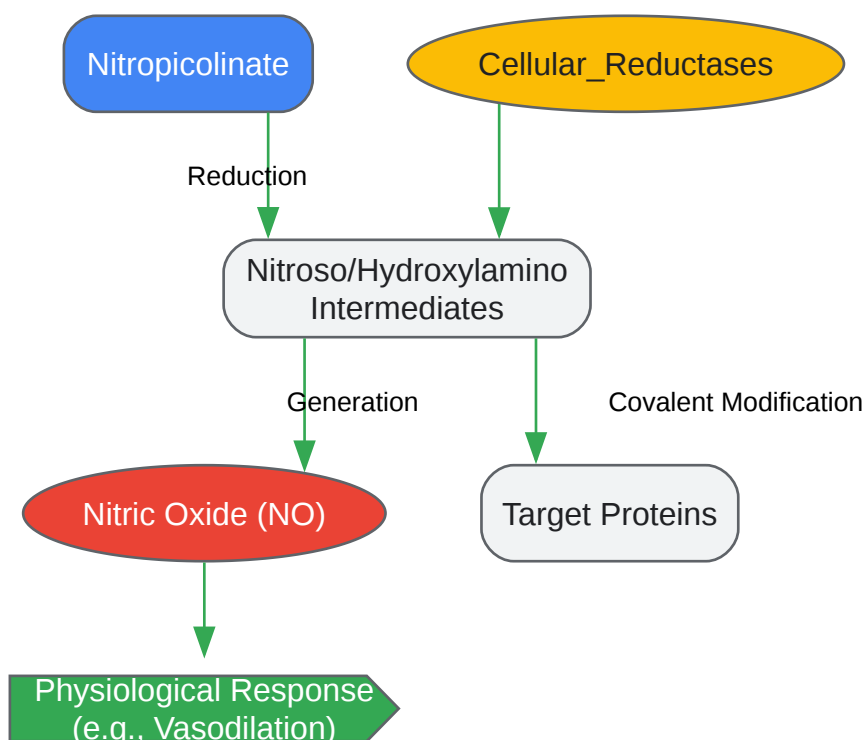 Nitropicolinate
Cellular_Reductases
Reduction
Nitroso/Hydroxylamino
Intermediates
Generation
Covalent Modification
Nitric Oxide (NO)
Target Proteins
Physiological Response
(e.g., Vasodilation)